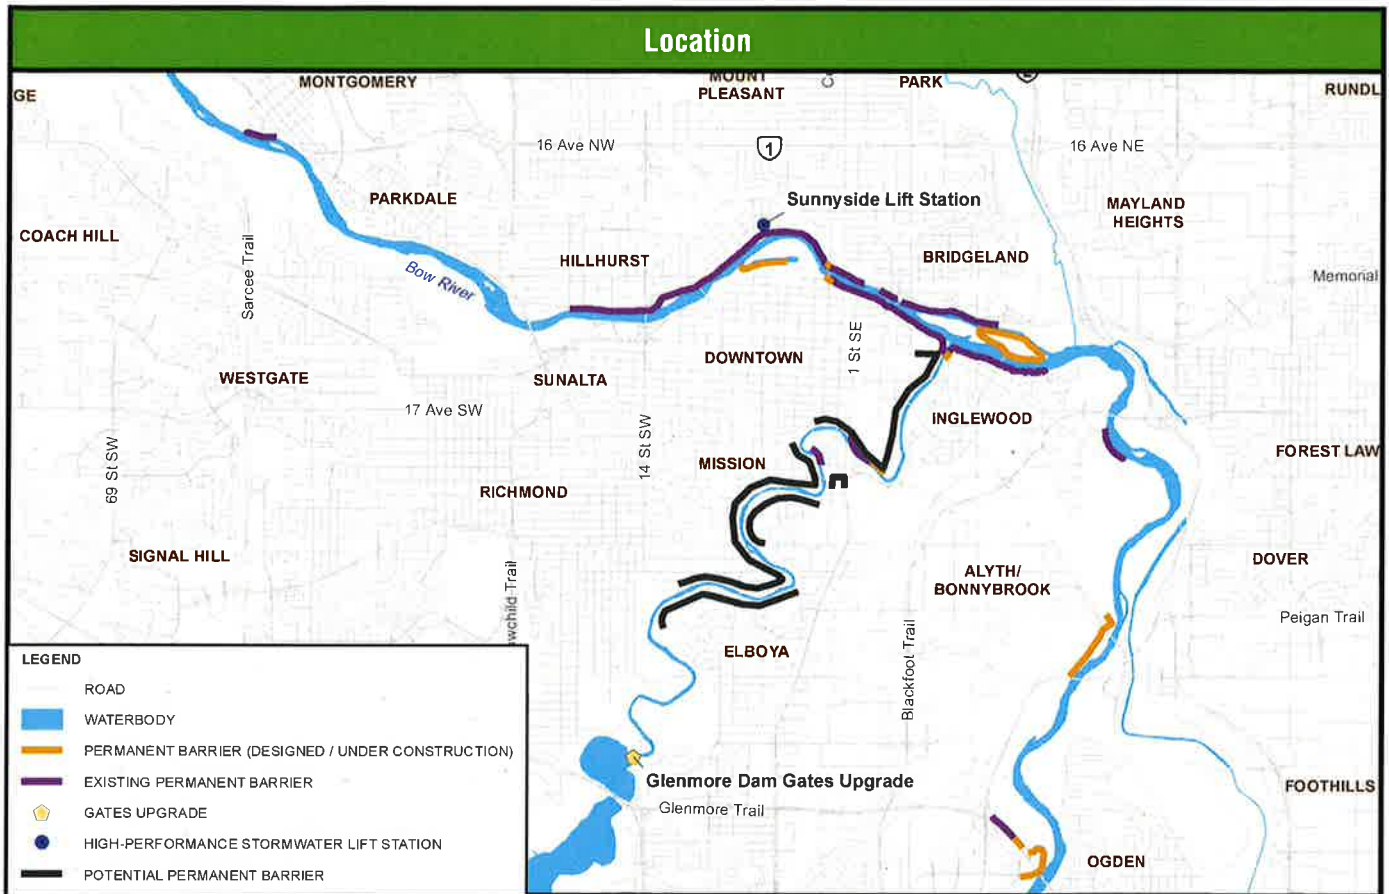 Location
MONTGOMERY
MOUNT
PLEASANT
PARK
GE
RUNDL
16 Ave NW
1
16 Ave NE
PARKDALE
Sunnyside Lift Station
MAYLAND
HEIGHTS
COACH HILL
Sarcee Trail
HILLHURST
BRIDGELAND
Bow River
Memorial
DOWNTOWN
1 St SE
WESTGATE
SUNALTA
17 Ave SW
INGLEWOOD
69 St SW
14 St SW
MISSION
FOREST LAW
RICHMOND
SIGNAL HILL
ALYTH/
BONNYBROOK
DOVER
wchild Trail
Peigan Trail
ELBOYA
Blackfoot Trail
Glenmore Dam Gates Upgrade
Glenmore Trail
FOOTHILLS
OGDEN
LEGEND
ROAD
WATERBODY
PERMANENT BARRIER (DESIGNED / UNDER CONSTRUCTION)
EXISTING PERMANENT BARRIER
GATES UPGRADE
HIGH-PERFORMANCE STORMWATER LIFT STATION
POTENTIAL PERMANENT BARRIER